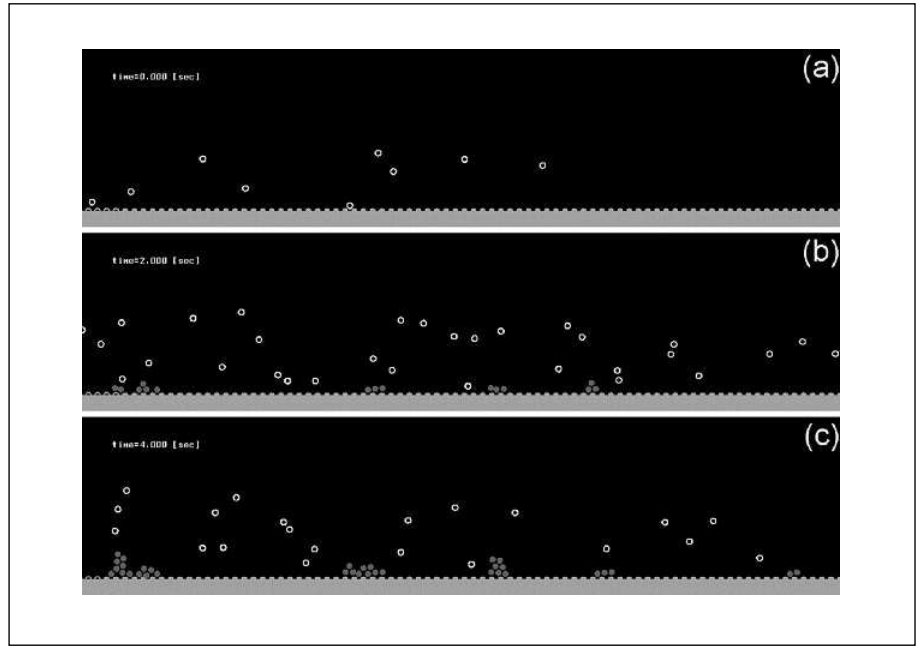 (a)
time=0.000 [sec]
(b)
time=2.000 [sec]
(c)
time=4.000 [sec]